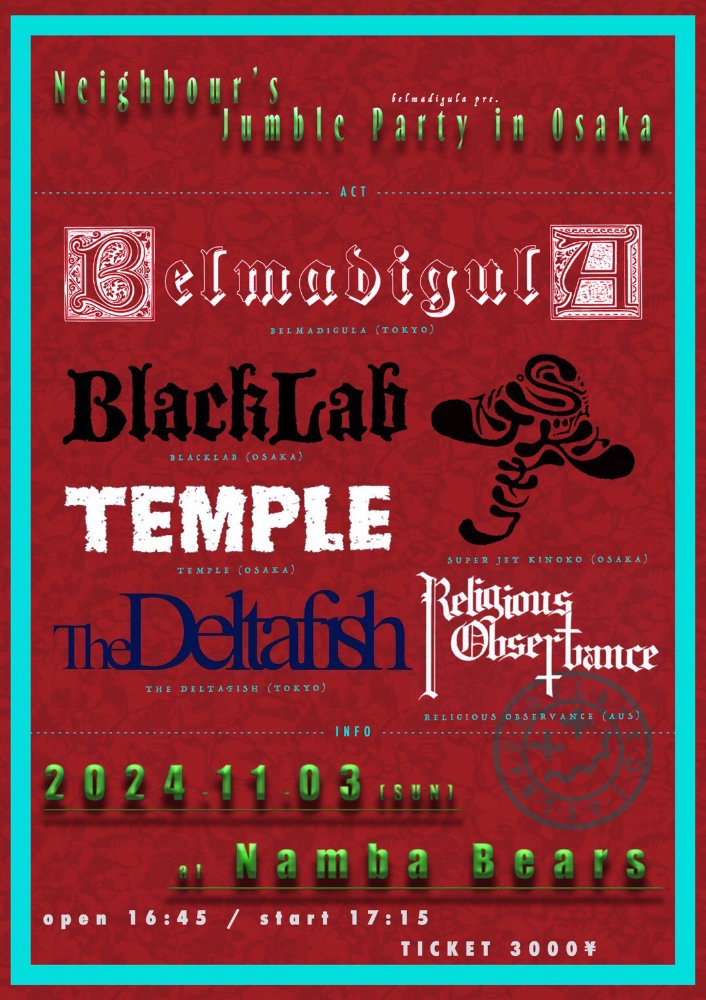 Neighbour's
belmadigula pre.
Jumble Party in Osaka
ACT
BelmadigulA
BELMADIGULA (TOKYO)
BlackLab
BLACKLAB (OSAKA)
TEMPLE
SUPER JET KINOKO (OSAKA)
TEMPLE (OSAKA)
TheDeltafish
Religious
Observance
THE DELTAFISH (TOKYO)
RELIGIOUS OBSERVANCE (AUS)
INFO
2024-11-03 (SUN)
at Namba Bears
open 16:45 / start 17:15
TICKET 3000¥